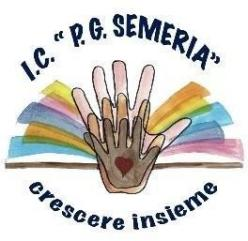 I.C. “ P. G. SEMERIA”
crescere insieme